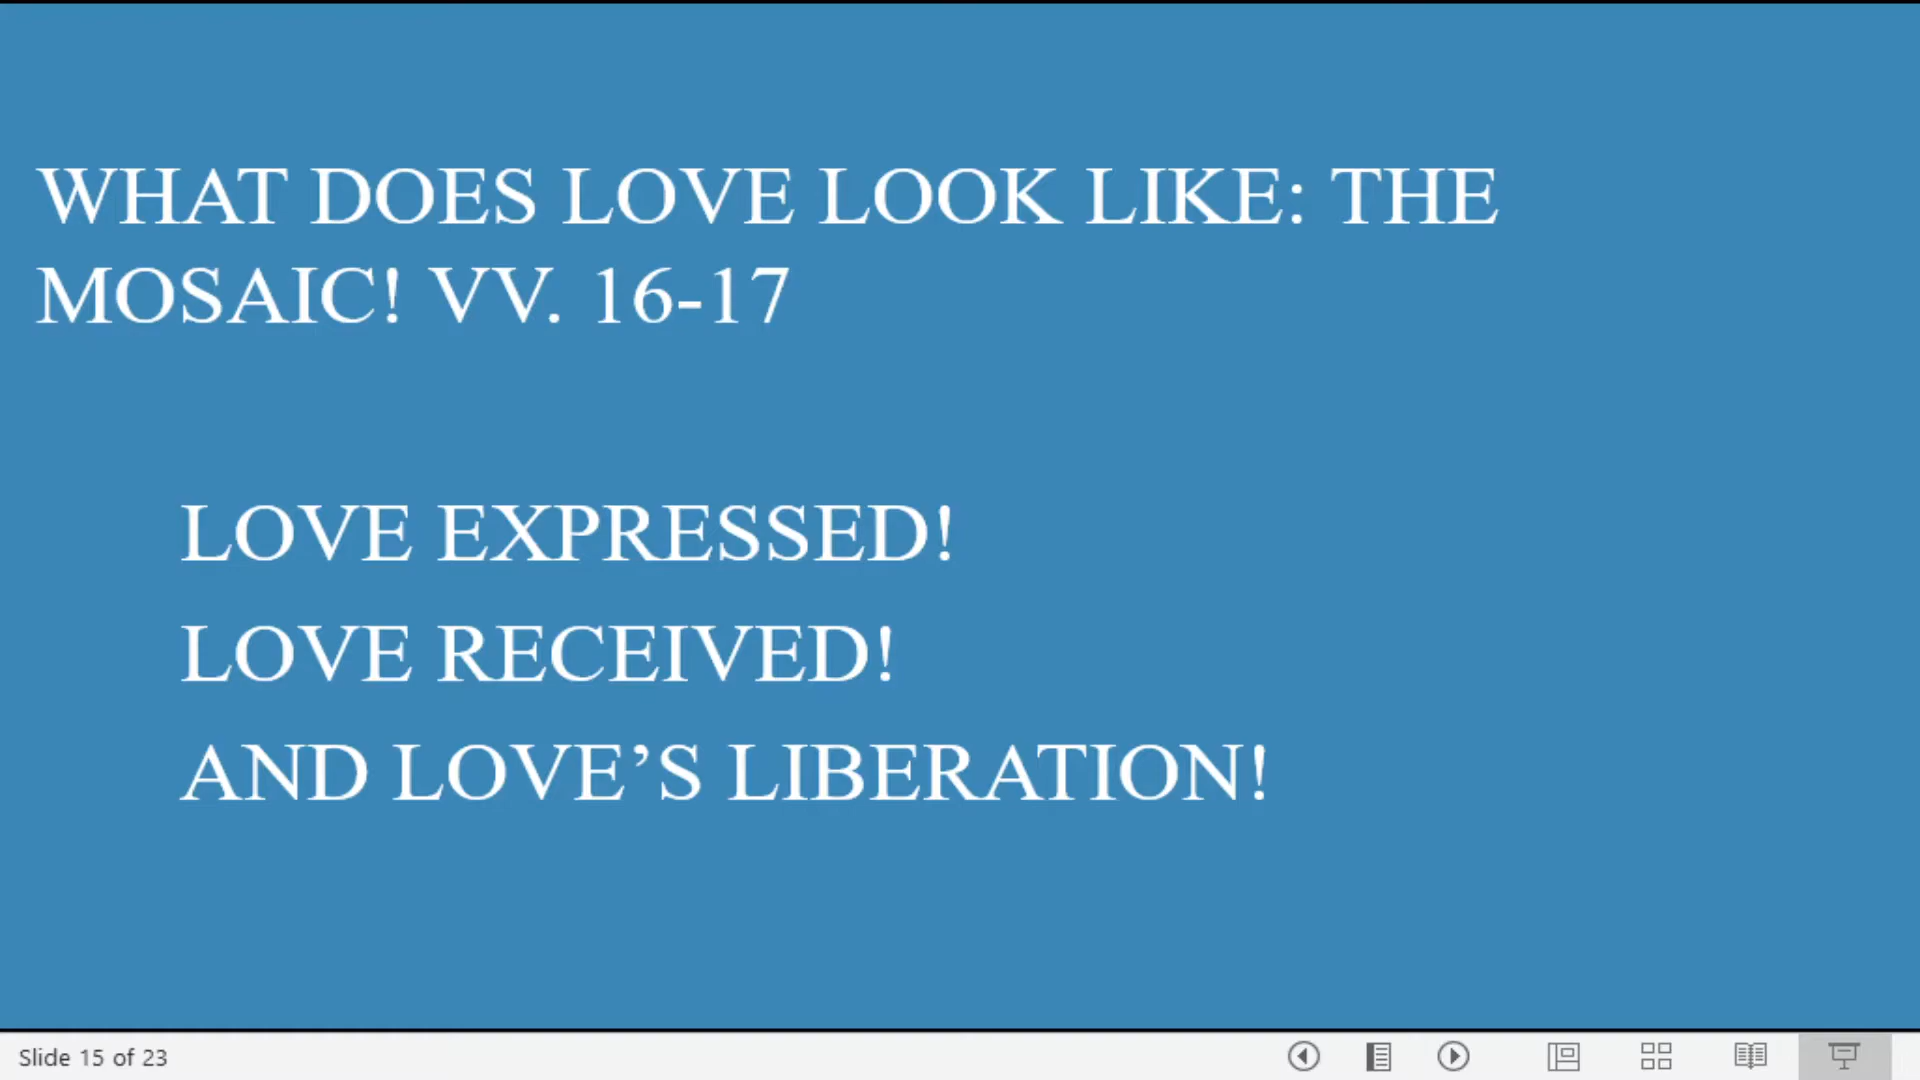 WHAT DOES LOVE LOOK LIKE: THE
MOSAIC! VV. 16-17
LOVE EXPRESSED!
LOVE RECEIVED!
AND LOVE’S LIBERATION!
Slide 15 of 23